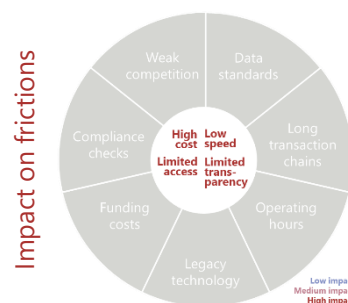 Impact on frictions
Weak
competition
Data
standards
Compliance
checks
High
cost
Low
speed
Limited
access
Limited
trans-
parency
Long
transaction
chains
Funding
costs
Operating
hours
Legacy
technology
Low impa
Medium impa
High impa